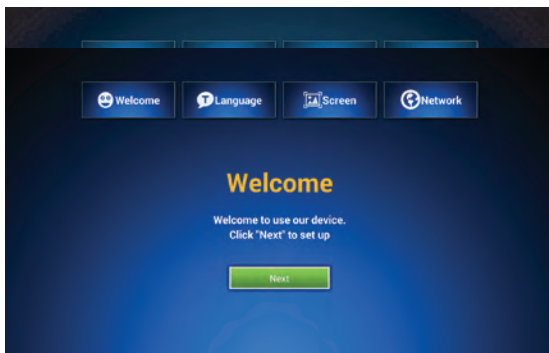 Welcome Language Screen Network
Welcome
Welcome to use our device.
Click "Next" to set up
Next